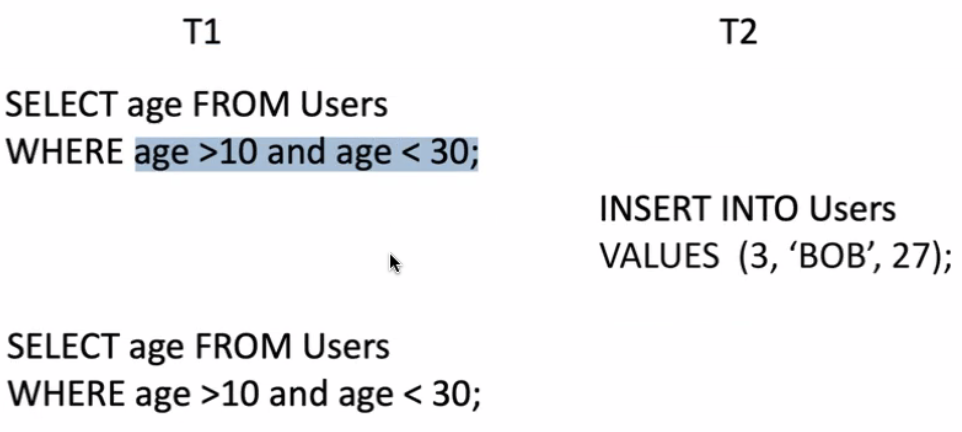 T1 T2
SELECT age FROM Users
WHERE age >10 and age < 30;
INSERT INTO Users
VALUES (3, ‘BOB’, 27);
SELECT age FROM Users
WHERE age >10 and age < 30;